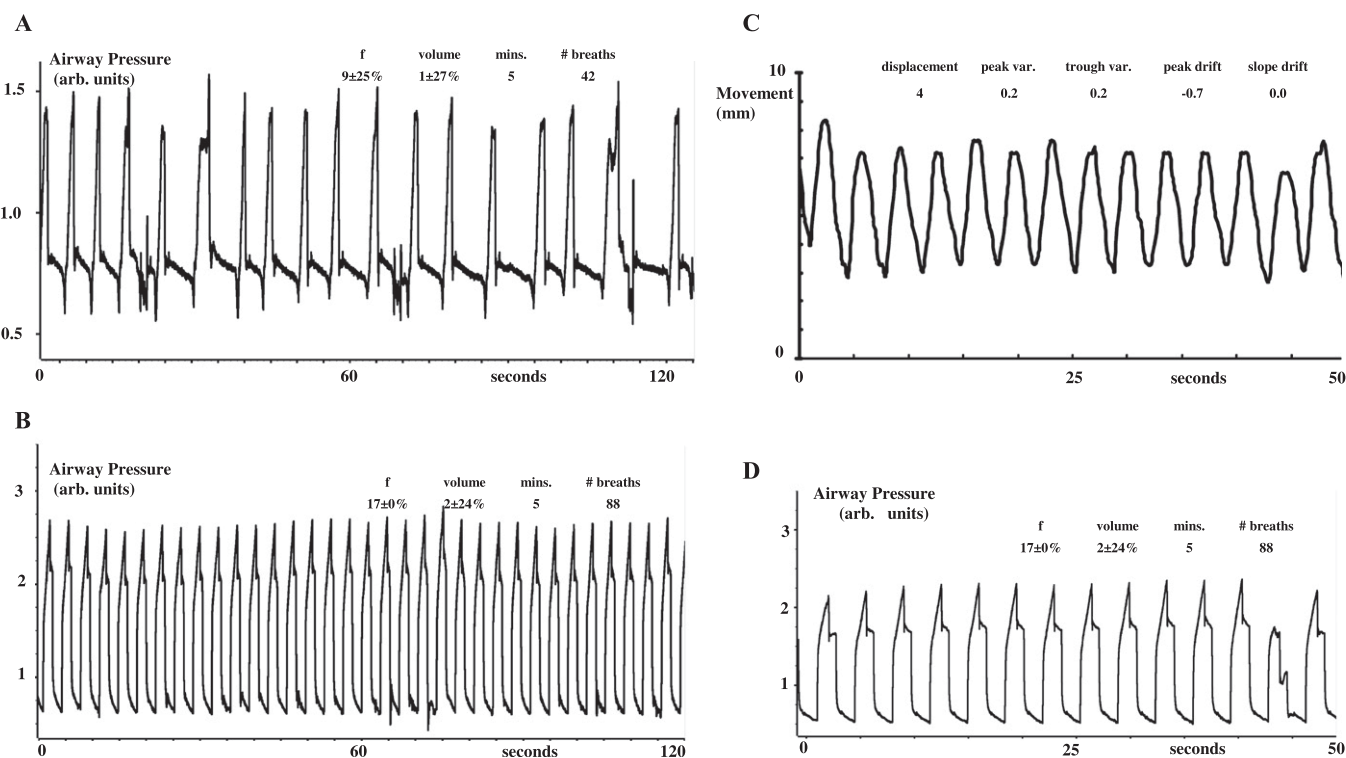 A
Airway Pressure
(arb. units)
f volume mins. # breaths
9±25% 1±27% 5 42
1.5
1.0
0.5
0 60 seconds 120
B
Airway Pressure
(arb. units)
f volume mins. # breaths
17±0% 2±24% 5 88
3
2
1
0 60 seconds 120
C
10
Movement
(mm)
displacement peak var. trough var. peak drift slope drift
4 0.2 0.2 -0.7 0.0
0
0 25 seconds 50
D
Airway Pressure
(arb. units)
f volume mins. # breaths
17±0% 2±24% 5 88
3
2
1
0 25 seconds 50